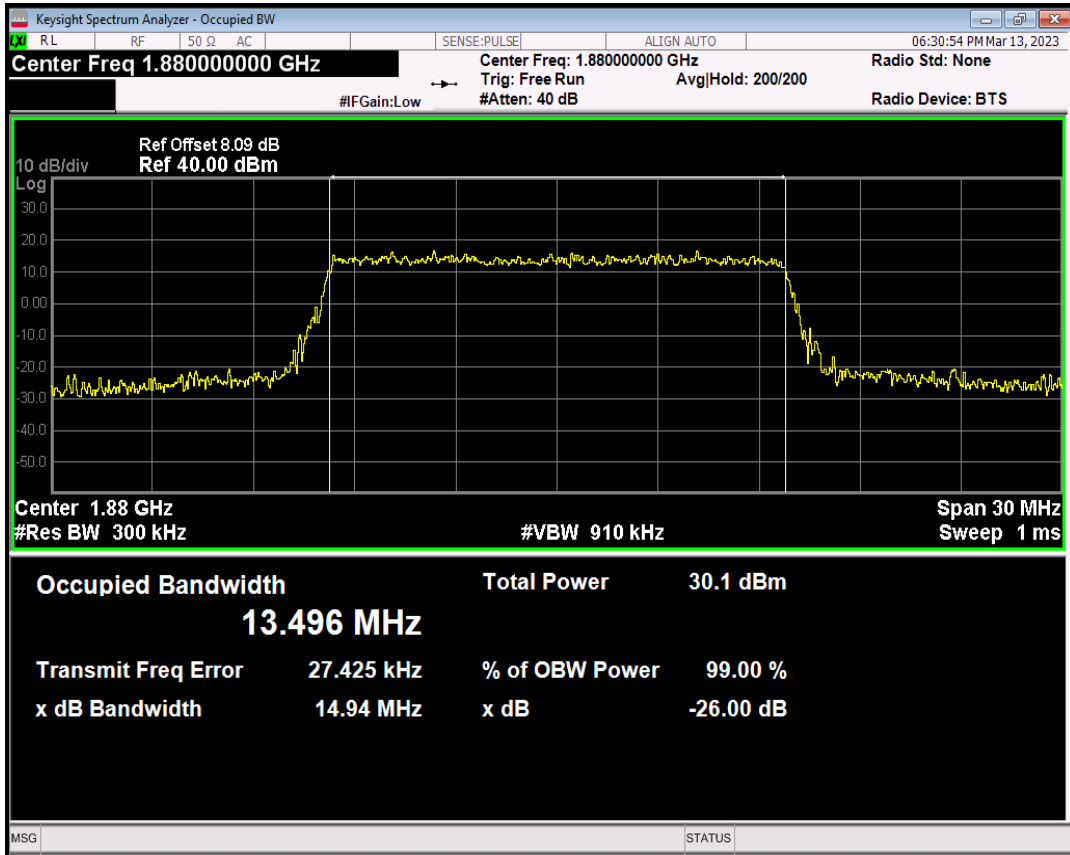 Keysight Spectrum Analyzer - Occupied BW
LXI RL RF 50 Ω AC SENSE:PULSE ALIGN AUTO 06:30:54 PM Mar 13, 2023
Center Freq 1.880000000 GHz Center Freq: 1.880000000 GHz Radio Std: None
Trig: Free Run Avg|Hold: 200/200
#IFGain:Low #Atten: 40 dB Radio Device: BTS
Ref Offset 8.09 dB
10 dB/div Ref 40.00 dBm
Log
30.0
20.0
10.0
0.00
-10.0
-20.0
-30.0
-40.0
-50.0
Center 1.88 GHz Span 30 MHz
#Res BW 300 kHz #VBW 910 kHz Sweep 1 ms
Occupied Bandwidth Total Power 30.1 dBm
13.496 MHz
Transmit Freq Error 27.425 kHz % of OBW Power 99.00 %
x dB Bandwidth 14.94 MHz x dB -26.00 dB
MSG STATUS